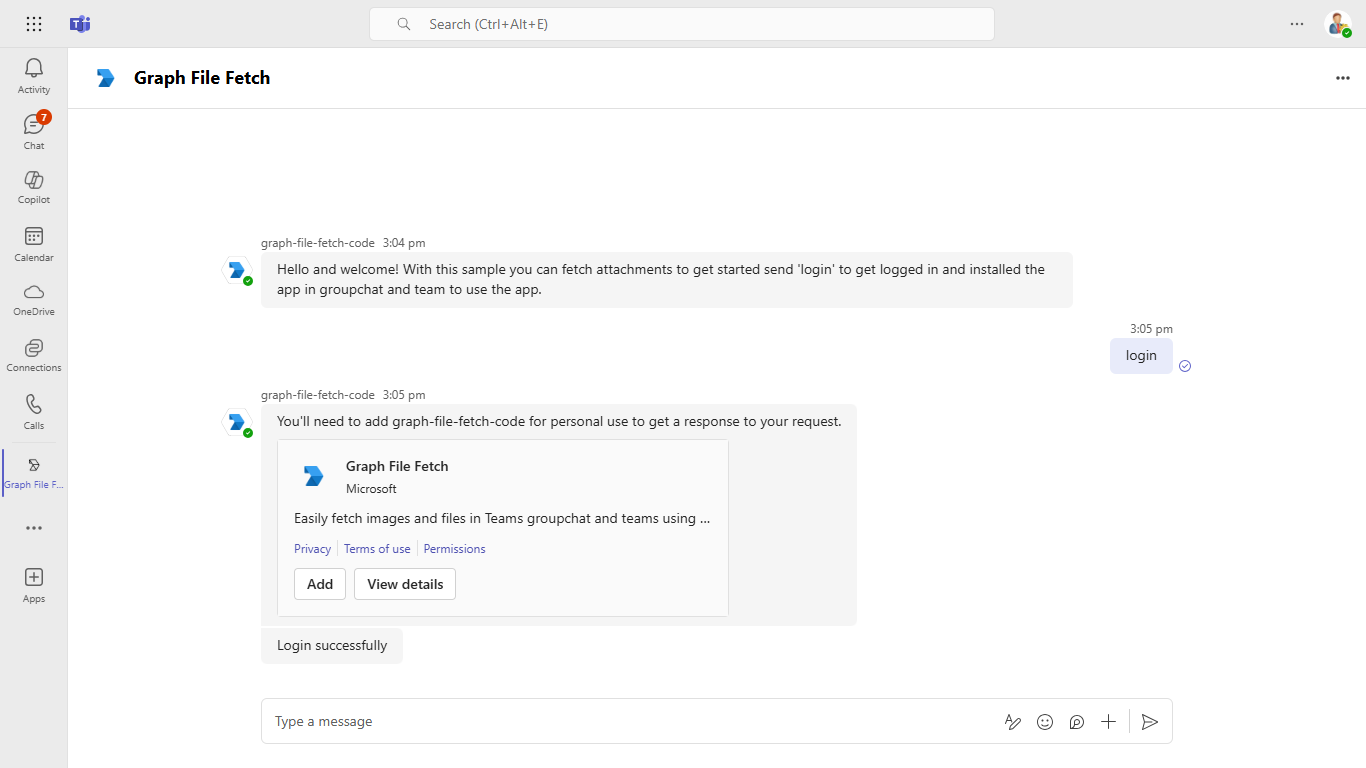 Search (Ctrl+Alt+E)
Activity
7
Chat
Copilot
Calendar
OneDrive
Connections
Calls
Graph File F...
Apps
Graph File Fetch
graph-file-fetch-code 3:04 pm
Hello and welcome! With this sample you can fetch attachments to get started send 'login' to get logged in and installed the
app in groupchat and team to use the app.
3:05 pm
login
graph-file-fetch-code 3:05 pm
You'll need to add graph-file-fetch-code for personal use to get a response to your request.
Graph File Fetch
Microsoft
Easily fetch images and files in Teams groupchat and teams using ...
Privacy Terms of use Permissions
Add View details
Login successfully
Type a message